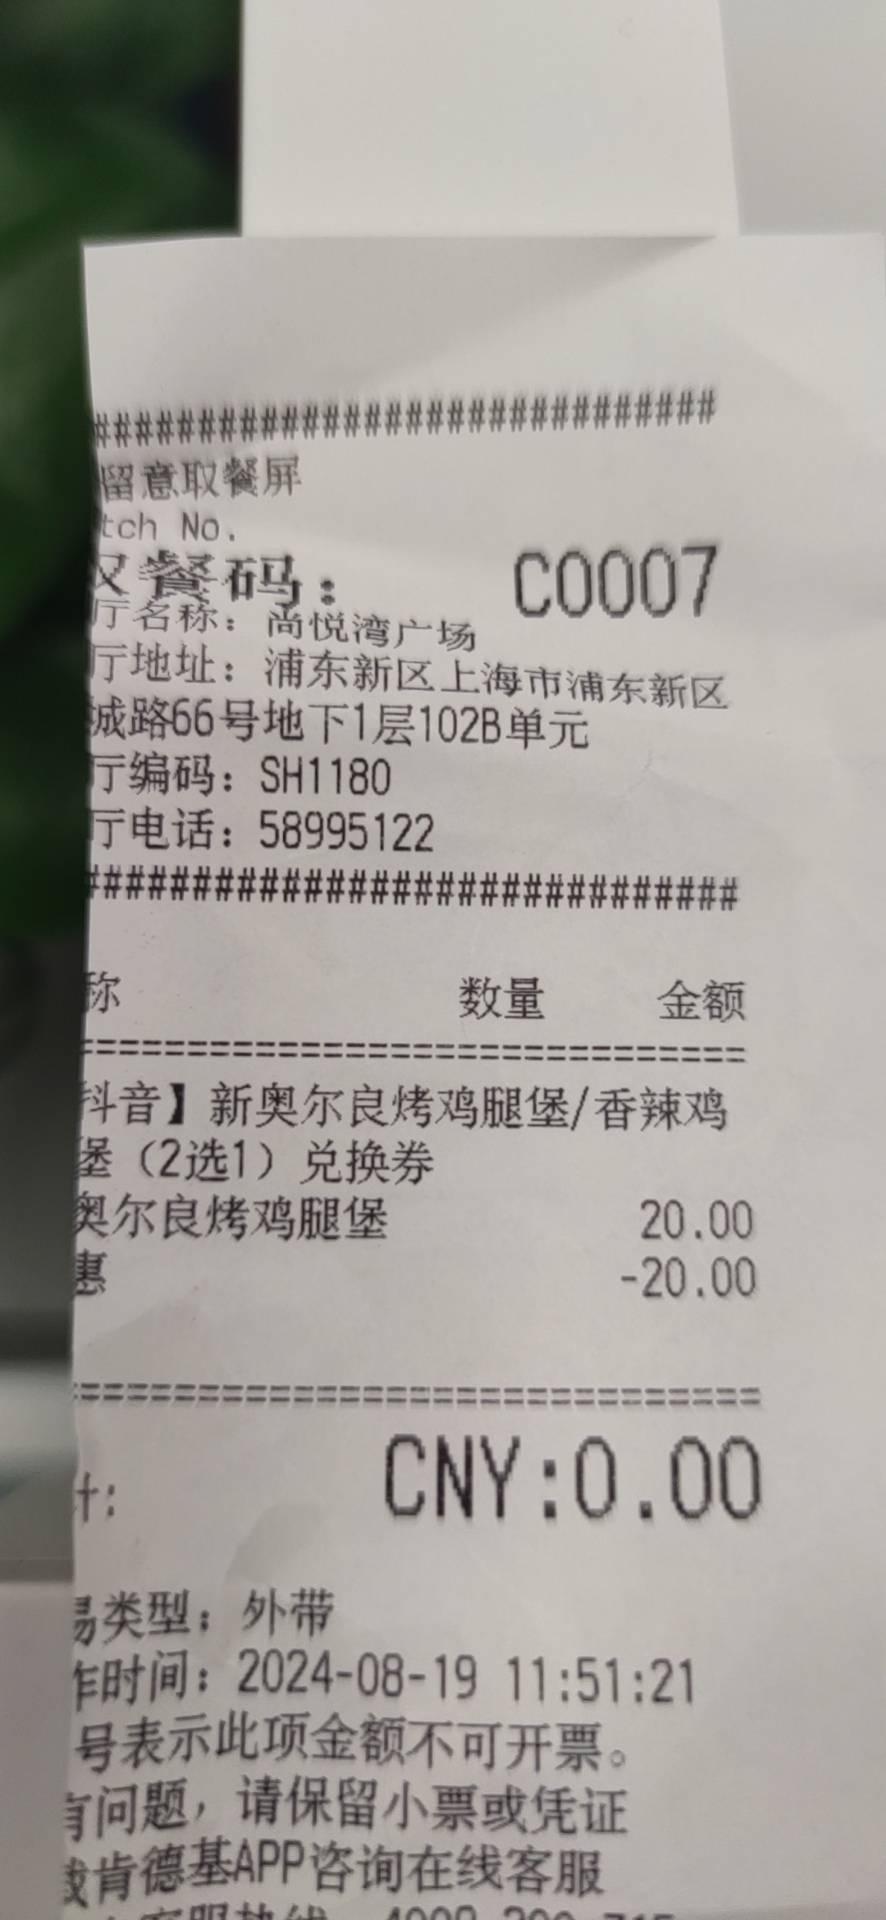 ##############################
留意取餐屏
tch No.
取餐码： C0007
厅名称：尚悦湾广场
厅地址：浦东新区上海市浦东新区
城路66号地下1层102B单元
厅编码：SH1180
厅电话：58995122
################################
称 数量 金额
================================
抖音】新奥尔良烤鸡腿堡/香辣鸡
堡（2选1）兑换券
奥尔良烤鸡腿堡 20.00
惠 -20.00
================================
计: CNY:0.00
易类型：外带
作时间：2024-08-19 11:51:21
号表示此项金额不可开票。
有问题，请保留小票或凭证
载肯德基APP咨询在线客服
客服热线